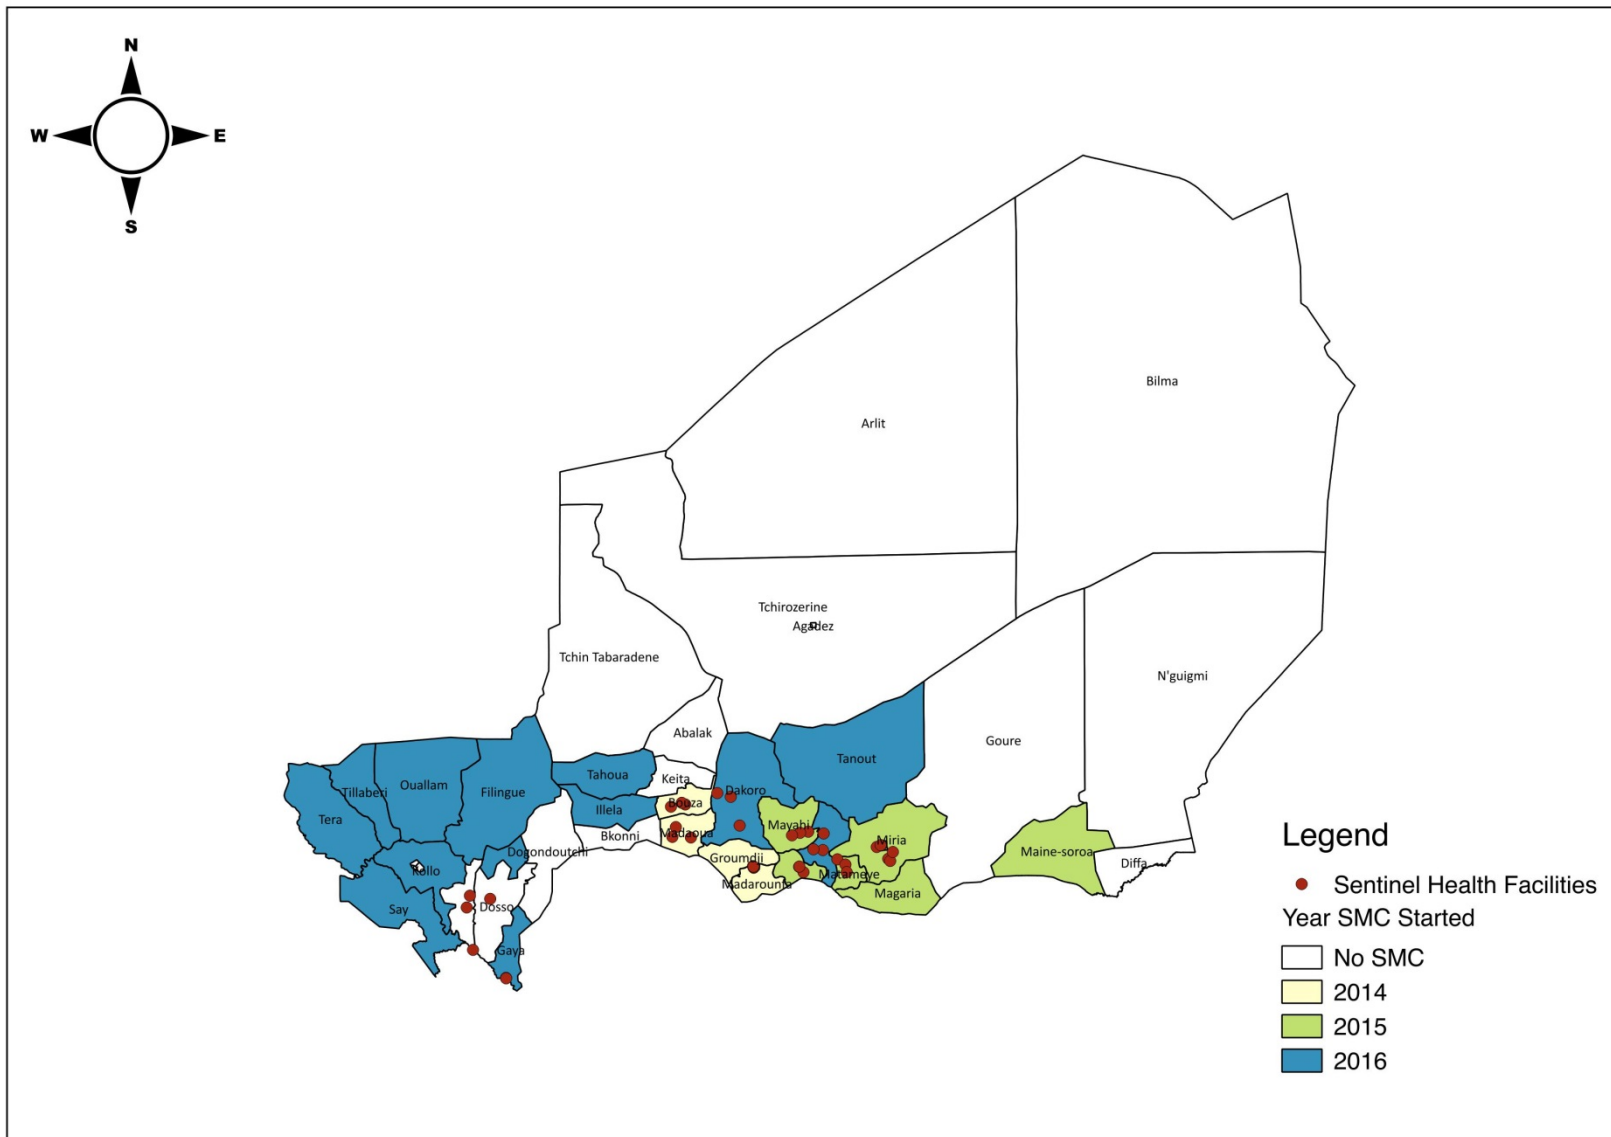 N
W
E
S
Bilma
Arlit
Tchirozerine
Agadez
Tchin Tabaradene
N'guigmi
Abalak
Goure
Tanout
Tahoua
Keita
Ouallam
Tillaberi
Filingue
Dakoro
Bouza
Illela
Tera
Mayahi
Madaoua
Bkonni
Miria
Maine-soroa
Dogondoutchi
Groumdji
Diffa
Kollo
Matameye
Madarounfa
Magaria
Say
Dosso
Gaya
Legend
Sentinel Health Facilities
Year SMC Started
No SMC
2014
2015
2016